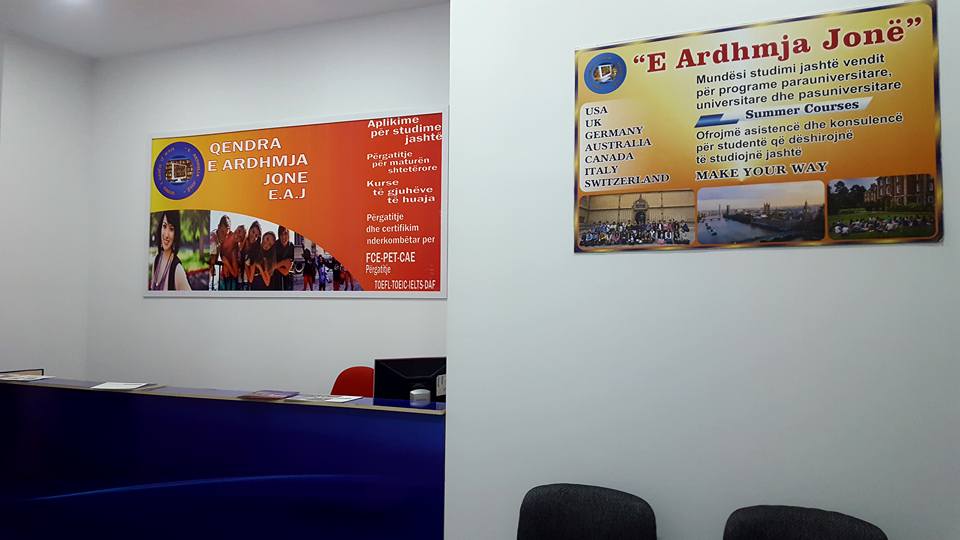 QENDRA
E ARDHMJA
JONE
E.A.J
Aplikime
për studime
jashtë
Përgatitje
për maturën
shtetërore
Kurse
të gjuhëve
të huaja
Përgatitje
dhe certifikim
nderkombëtar per
FCE-PET-CAE
Përgatitje
TOEFL-TOEIC-IELTS-DAF
"E Ardhmja Jonë"
Mundësi studimi jashtë vendit
për programe parauniversitare,
universitare dhe pasuniversitare
Summer Courses
Ofrojmë asistencë dhe konsulencë
për studentë që dëshirojnë
të studiojnë jashtë
MAKE YOUR WAY
USA
UK
GERMANY
AUSTRALIA
CANADA
ITALY
SWITZERLAND